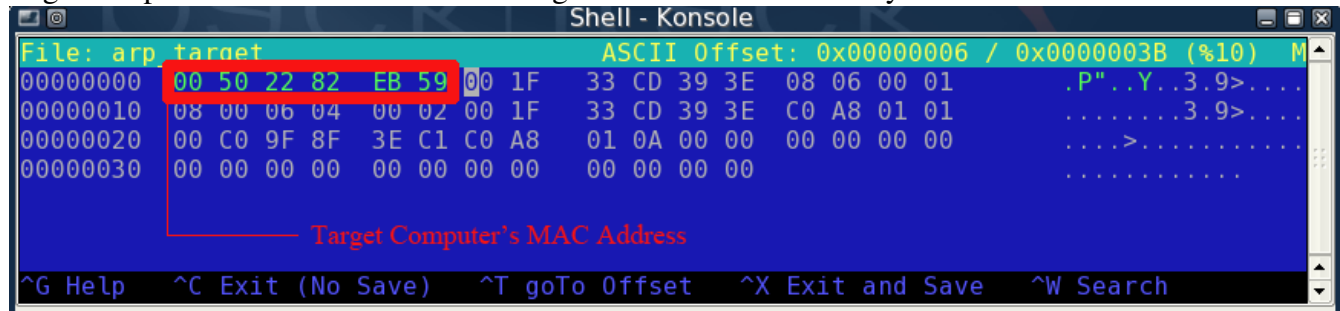 Shell - Konsole
File: arp_target ASCII Offset: 0x00000006 / 0x0000003B (%10) M
00000000 00 50 22 82 EB 59 00 1F 33 CD 39 3E 08 06 00 01 .P"..Y..3.9>....
00000010 08 00 06 04 00 02 00 1F 33 CD 39 3E C0 A8 01 01 ........3.9>....
00000020 00 C0 9F 8F 3E C1 C0 A8 01 0A 00 00 00 00 00 00 ....>...........
00000030 00 00 00 00 00 00 00 00 00 00 00 00 ............
Target Computer's MAC Address
^G Help ^C Exit (No Save) ^T goTo Offset ^X Exit and Save ^W Search